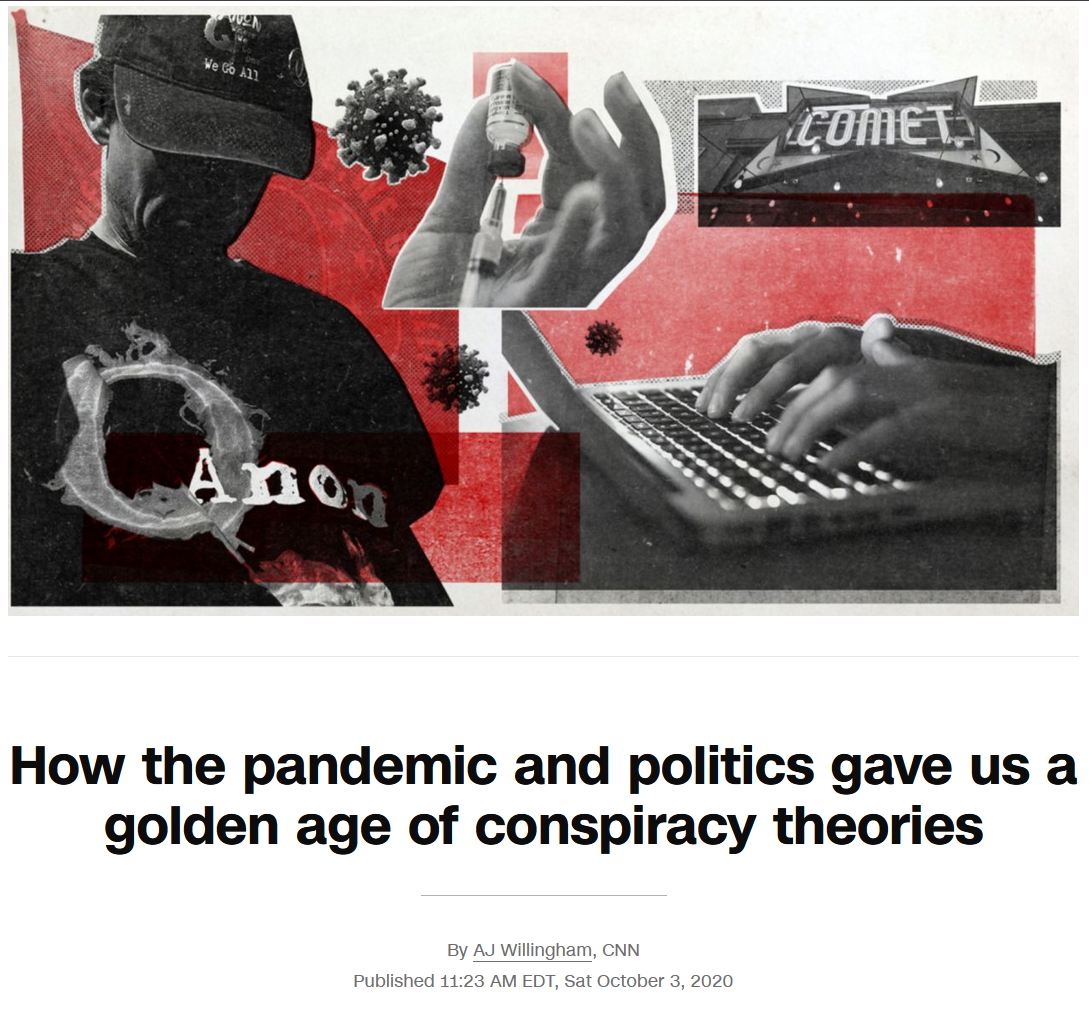 We Go All
COMET
Q
Anon
How the pandemic and politics gave us a
golden age of conspiracy theories
By AJ Willingham, CNN
Published 11:23 AM EDT, Sat October 3, 2020